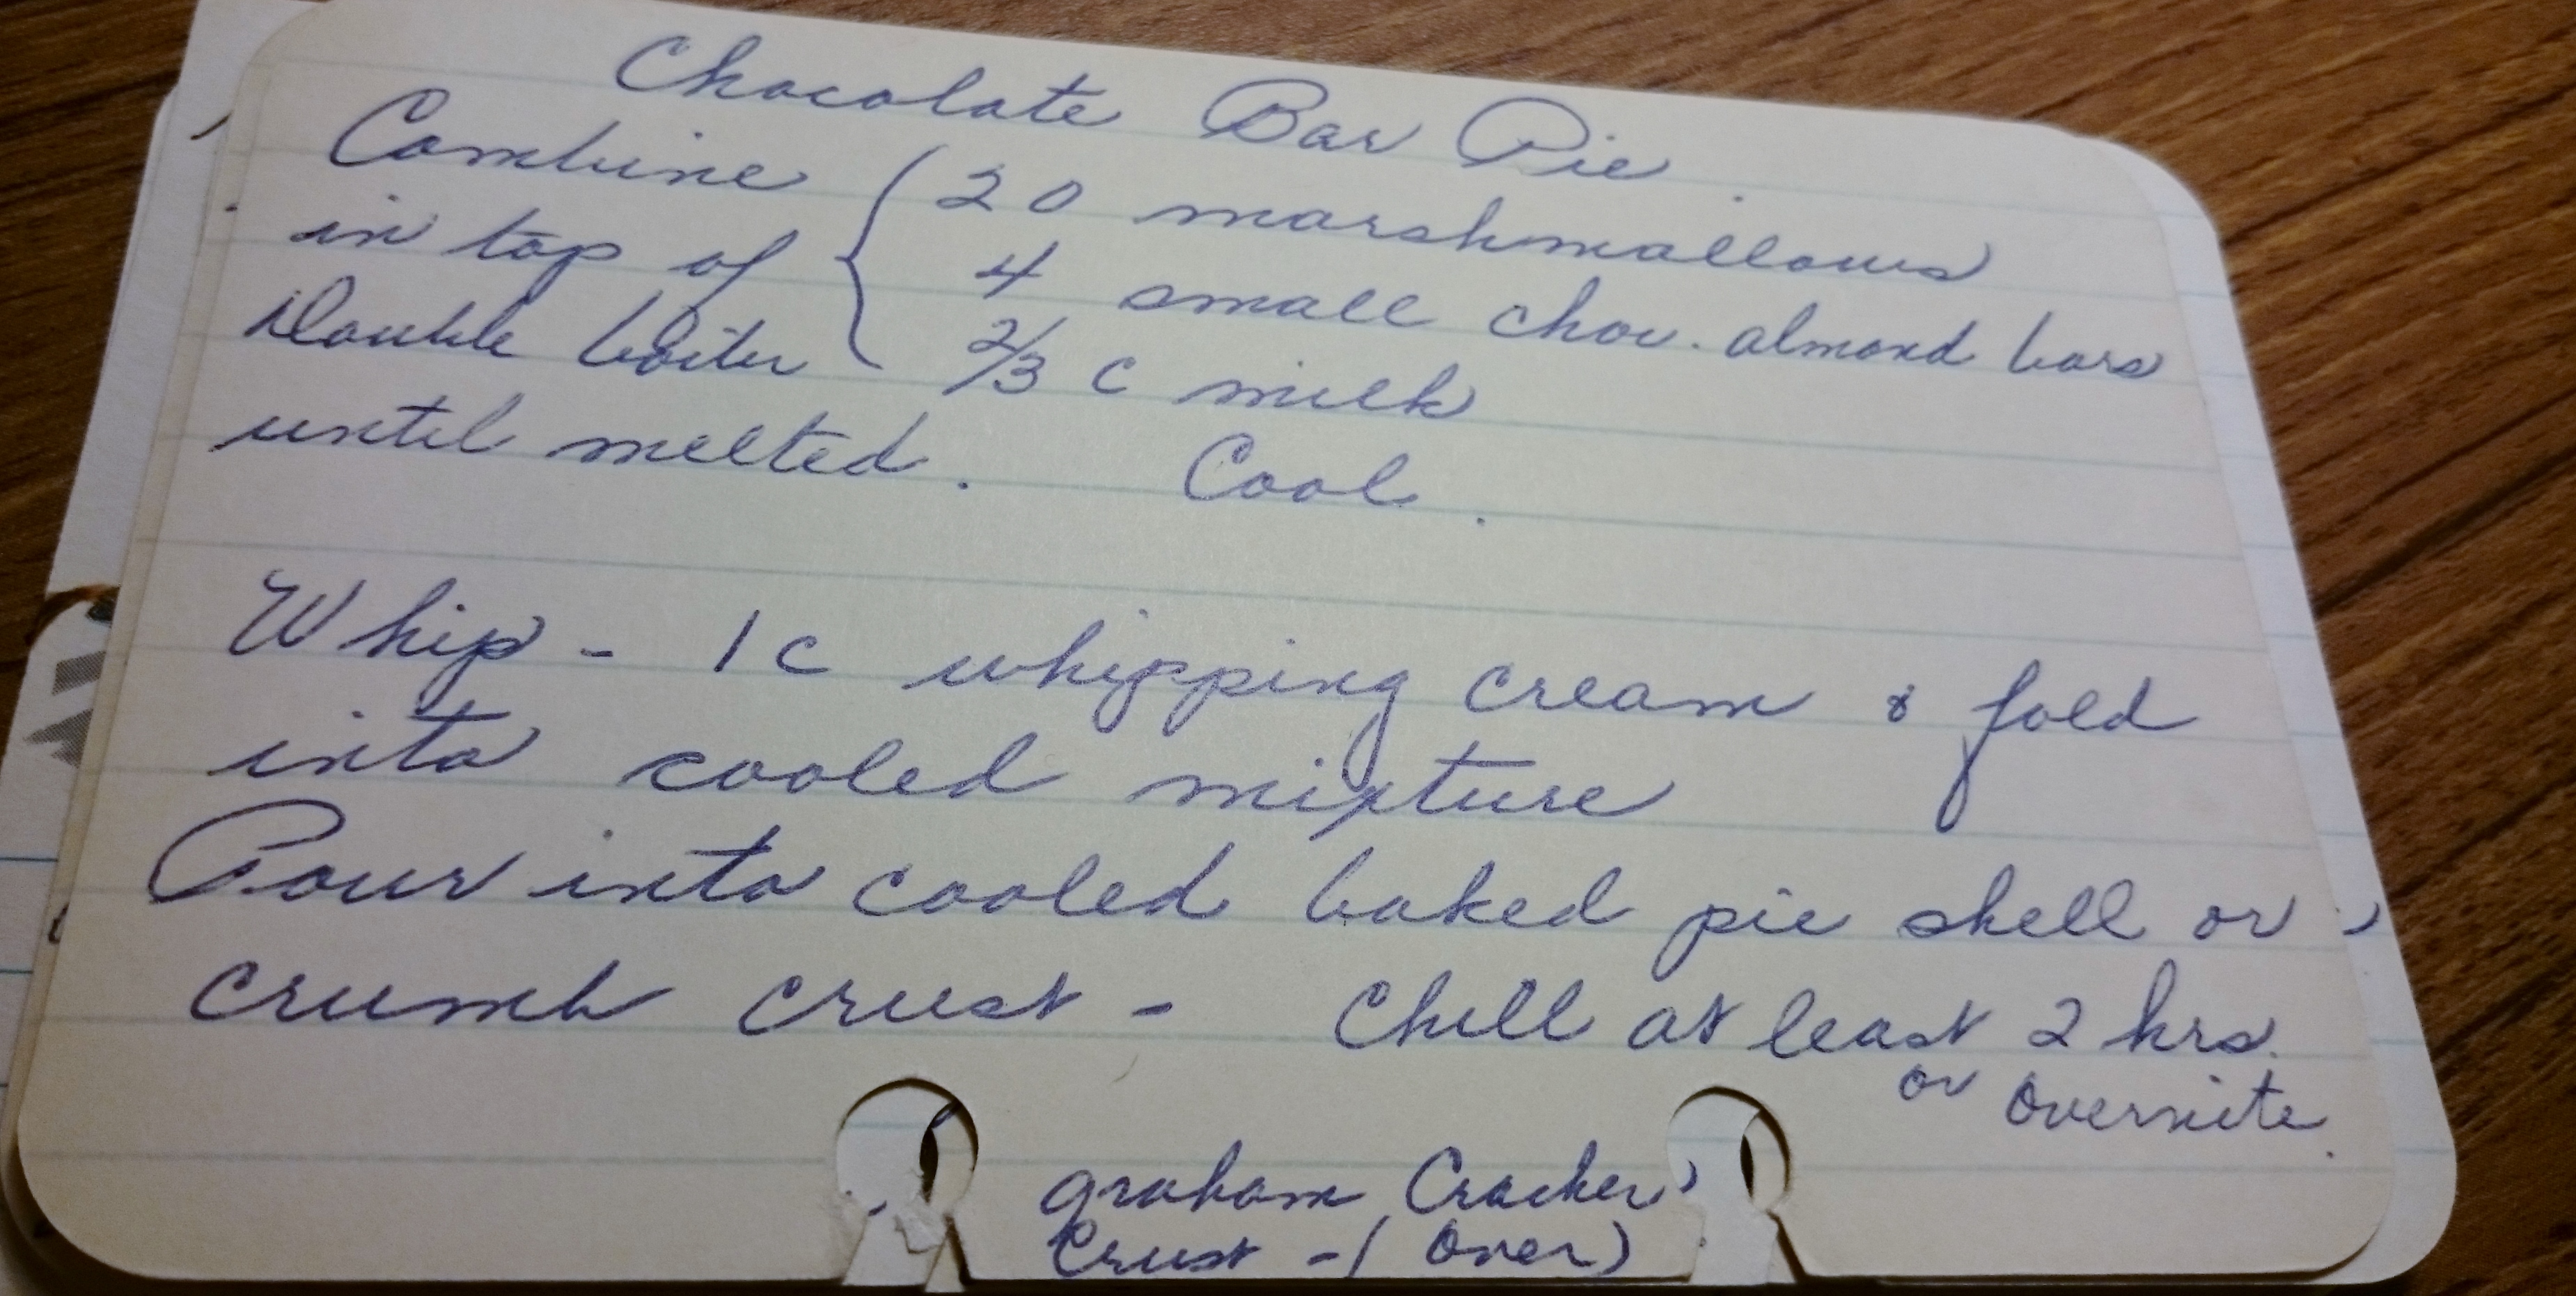 Chocolate Bar Pie
Combine { 20 marshmallows
in top of 4 small choc. almond bars
Double boiler 2/3 c milk
until melted. Cool.
Whip - 1 c whipping cream & fold
into cooled mixture
Pour into cooled baked pie shell or
crumb crust - Chill at least 2 hrs.
or overnite.
graham Cracker
Crust - (over)